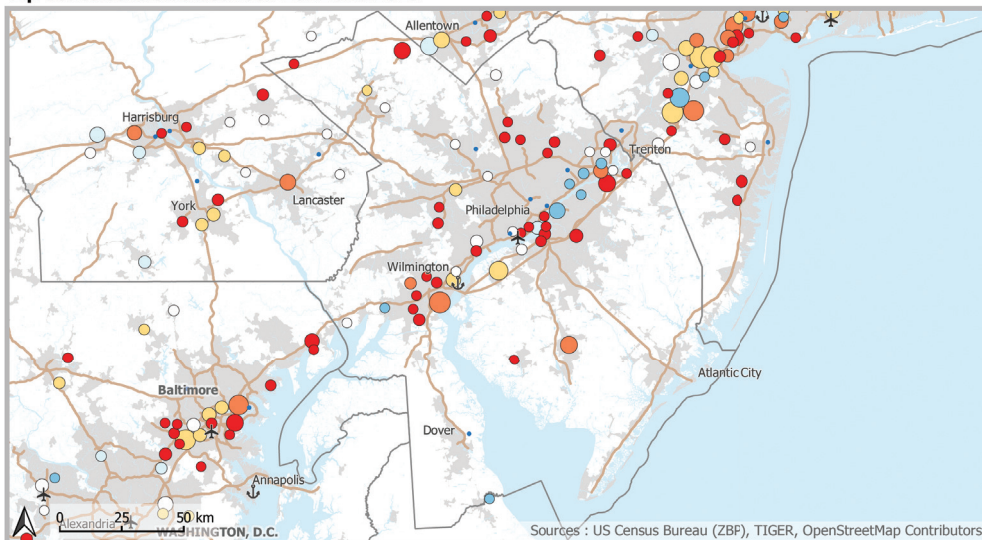 Allentown
Harrisburg
Trenton
Lancaster
York
Philadelphia
Wilmington
Atlantic City
Baltimore
Dover
Annapolis
Alexandria
WASHINGTON, D.C.
0 25 50 km
Sources : US Census Bureau (ZBP), TIGER, OpenStreetMap Contributors